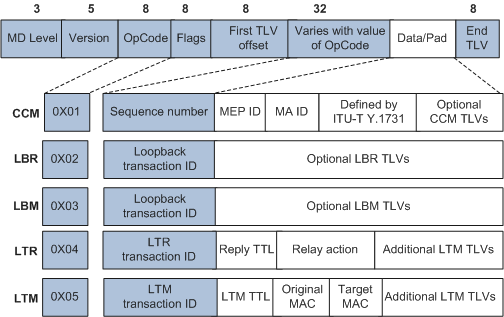 3 5 8 8 8 32 8
MD Level Version OpCode Flags First TLV offset Varies with value of OpCode Data/Pad End TLV
CCM 0X01 Sequence number MEP ID MA ID Defined by ITU-T Y.1731 Optional CCM TLVs
LBR 0X02 Loopback transaction ID Optional LBR TLVs
LBM 0X03 Loopback transaction ID Optional LBM TLVs
LTR 0X04 LTR transaction ID Reply TTL Relay action Additional LTM TLVs
LTM 0X05 LTM transaction ID LTM TTL Original MAC Target MAC Additional LTM TLVs